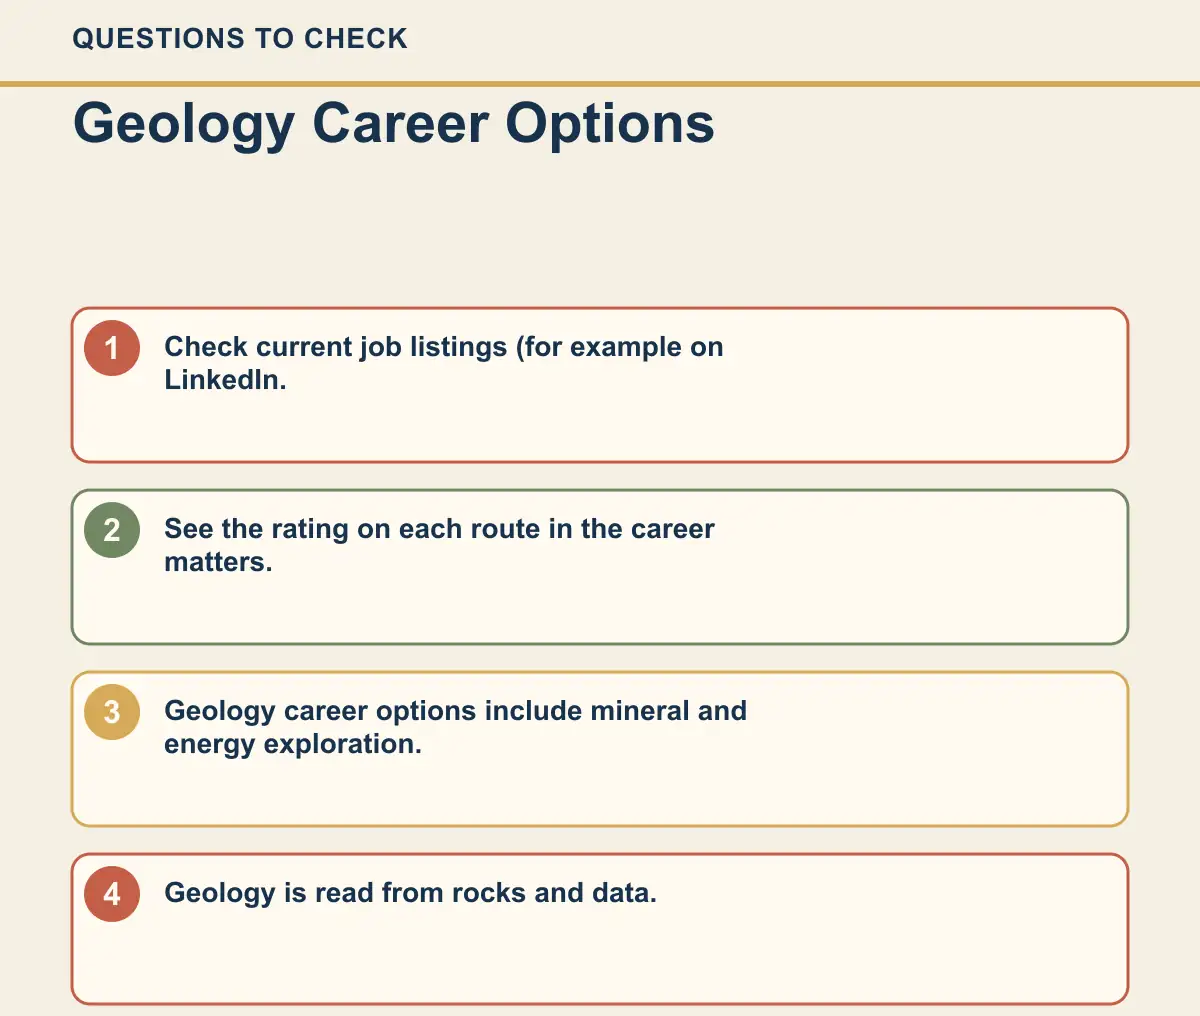 QUESTIONS TO CHECK
Geology Career Options
1
Check current job listings (for example on
LinkedIn.
2
See the rating on each route in the career
matters.
3
Geology career options include mineral and
energy exploration.
4
Geology is read from rocks and data.